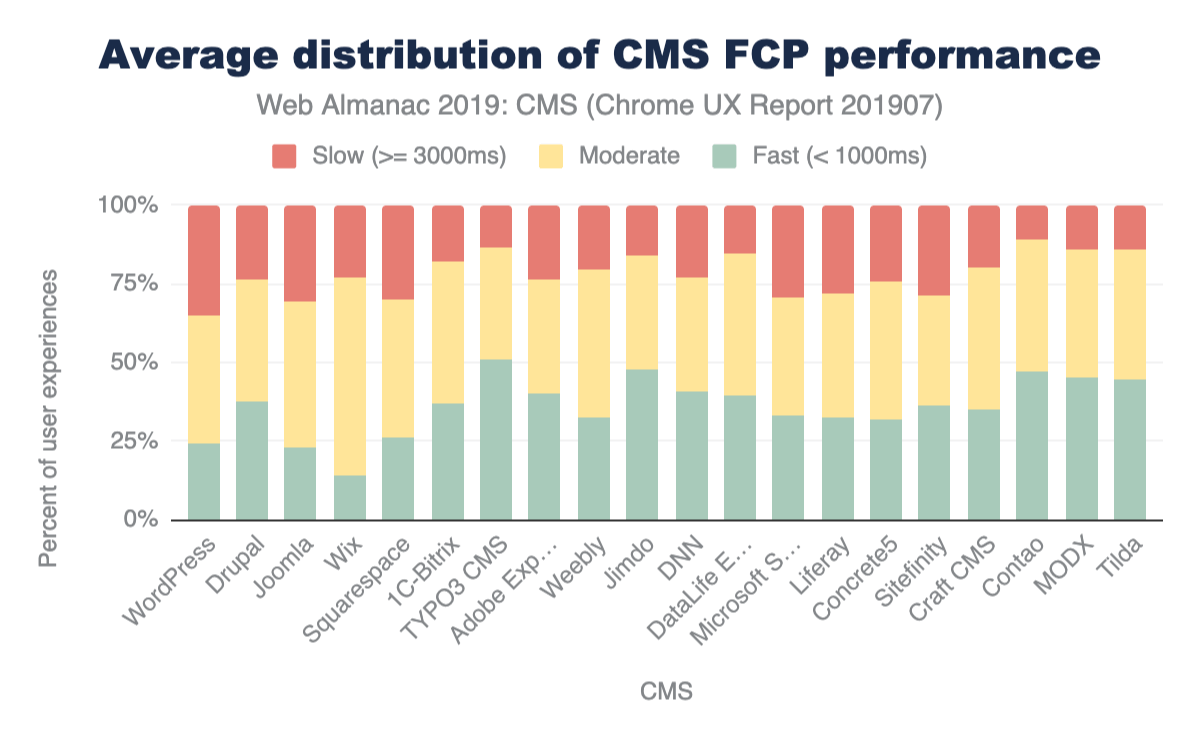 Average distribution of CMS FCP performance
Web Almanac 2019: CMS (Chrome UX Report 201907)
Slow (>= 3000ms) Moderate Fast (< 1000ms)
100%
75%
50%
25%
0%
Percent of user experiences
WordPress
Drupal
Joomla
Wix
Squarespace
1C-Bitrix
TYPO3 CMS
Adobe Exp…
Weebly
Jimdo
DNN
DataLife E…
Microsoft S…
Liferay
Concrete5
Sitefinity
Craft CMS
Contao
MODX
Tilda
CMS